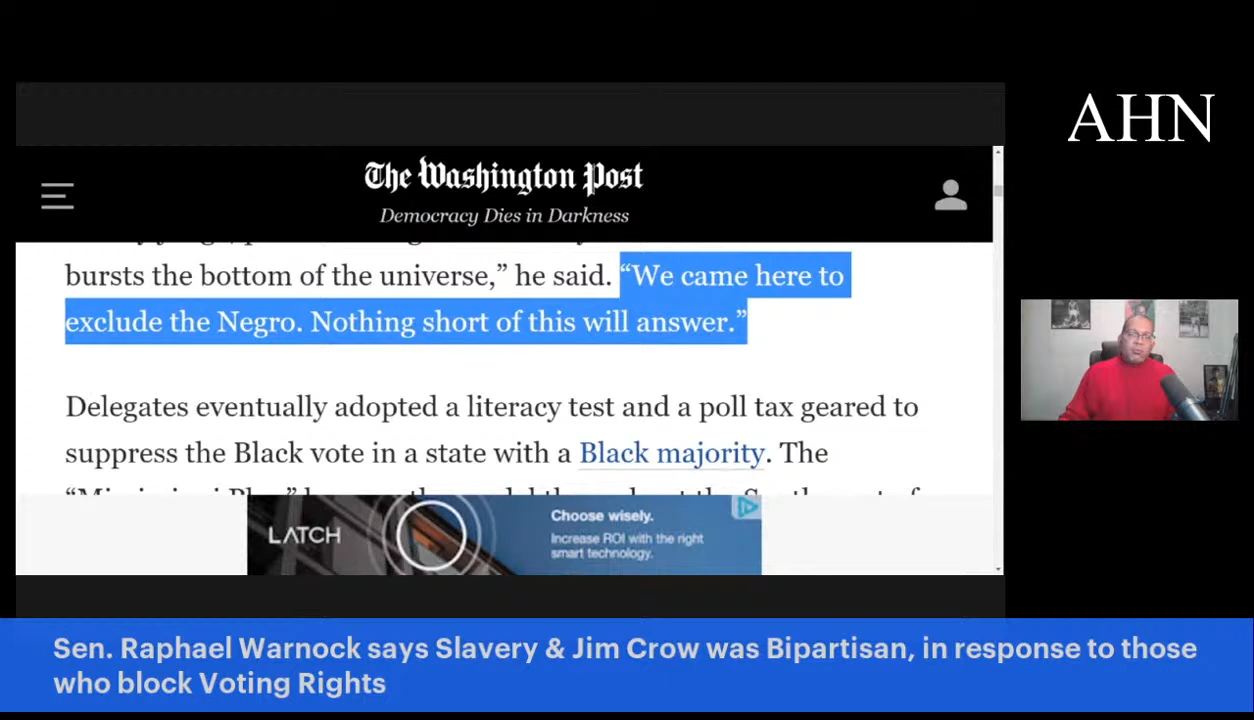 AHN
The Washington Post
Democracy Dies in Darkness
bursts the bottom of the universe,” he said. “We came here to
exclude the Negro. Nothing short of this will answer.”
Delegates eventually adopted a literacy test and a poll tax geared to
suppress the Black vote in a state with a Black majority. The
LATCH
Choose wisely.
Increase ROI with the right
smart technology.
Sen. Raphael Warnock says Slavery & Jim Crow was Bipartisan, in response to those
who block Voting Rights